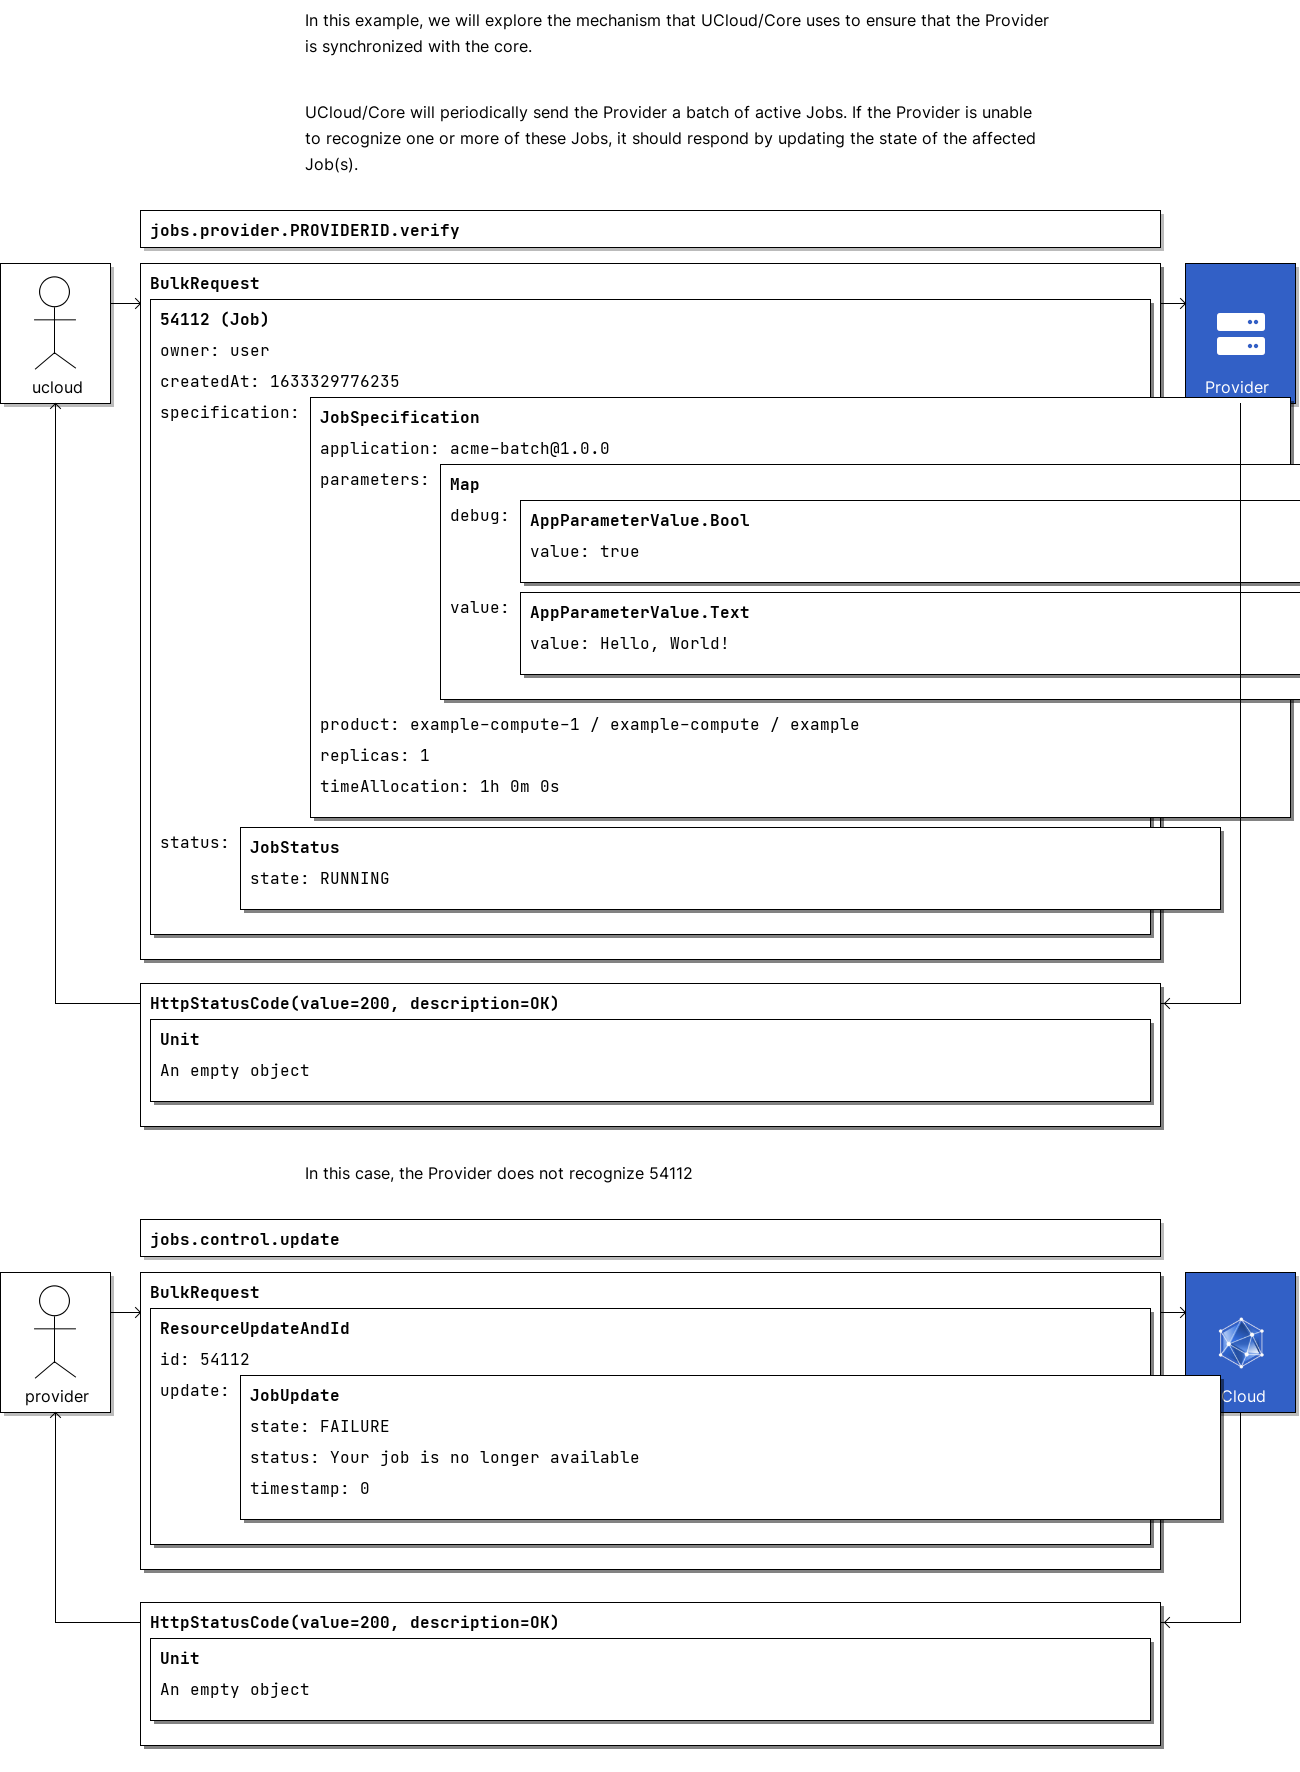 In this example, we will explore the mechanism that UCloud/Core uses to ensure that the Provider
is synchronized with the core.
UCloud/Core will periodically send the Provider a batch of active Jobs. If the Provider is unable
to recognize one or more of these Jobs, it should respond by updating the state of the affected
Job(s).
jobs.provider.PROVIDERID.verify
BulkRequest
54112 (Job)
owner: user
createdAt: 1633329776235
ucloud
Provider
specification:
JobSpecification
application: acme-batch@1.0.0
parameters:
Map
debug:
AppParameterValue.Bool
value: true
value:
AppParameterValue.Text
value: Hello, World!
product: example-compute-1 / example-compute / example
replicas: 1
timeAllocation: 1h 0m 0s
status:
JobStatus
state: RUNNING
HttpStatusCode(value=200, description=OK)
Unit
An empty object
In this case, the Provider does not recognize 54112
jobs.control.update
BulkRequest
ResourceUpdateAndId
id: 54112
update:
provider
Cloud
JobUpdate
state: FAILURE
status: Your job is no longer available
timestamp: 0
HttpStatusCode(value=200, description=OK)
Unit
An empty object